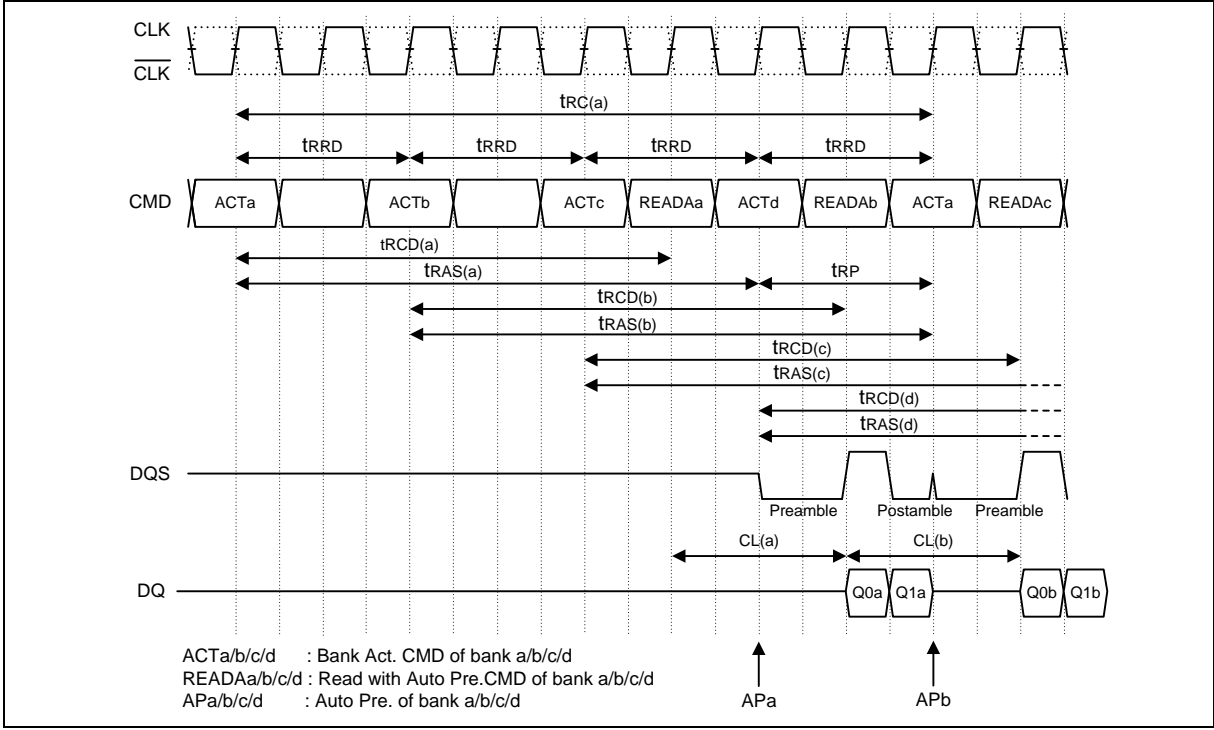 CLK
CLK
tRC(a)
tRRD tRRD tRRD tRRD
CMD ACTa ACTb ACTc READAa ACTd READAb ACTa READAc
tRCD(a)
tRAS(a) tRP
tRCD(b)
tRAS(b)
tRCD(c)
tRAS(c)
tRCD(d)
tRAS(d)
DQS
Preamble Postamble Preamble
CL(a) CL(b)
DQ Q0a Q1a Q0b Q1b
ACTa/b/c/d : Bank Act. CMD of bank a/b/c/d
READAa/b/c/d : Read with Auto Pre.CMD of bank a/b/c/d
APa/b/c/d : Auto Pre. of bank a/b/c/d
APa APb